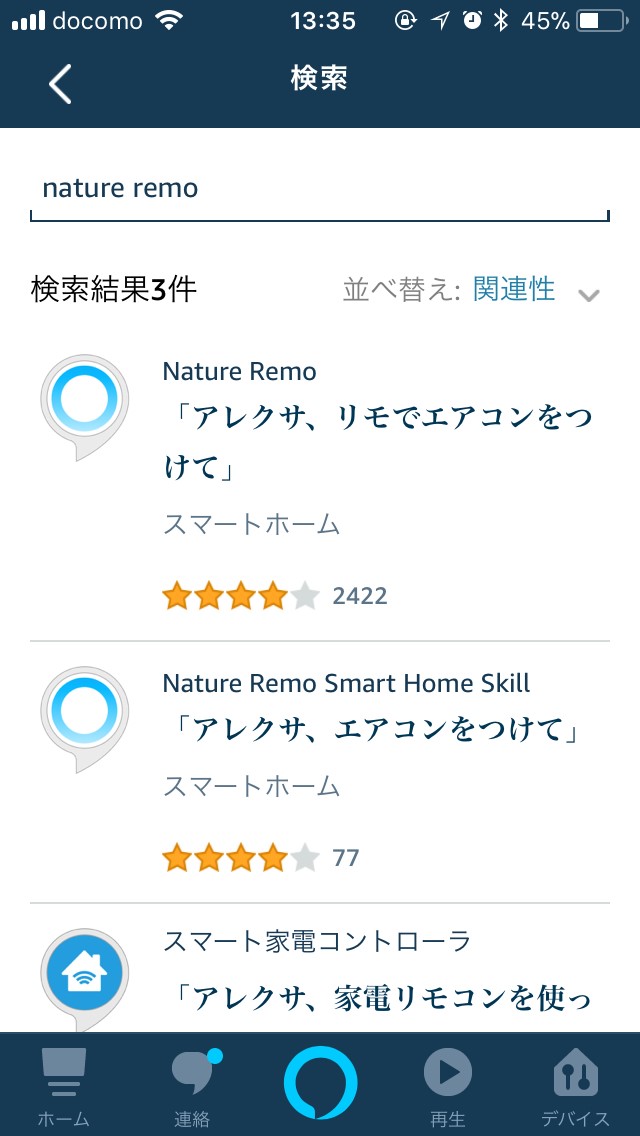 docomo 13:35 45%
検索
nature remo
検索結果3件 並べ替え: 関連性
Nature Remo
「アレクサ、リモでエアコンをつ
けて」
スマートホーム
2422
Nature Remo Smart Home Skill
「アレクサ、エアコンをつけて」
スマートホーム
77
スマート家電コントローラ
「アレクサ、家電リモコンを使っ
ホーム 連絡 再生 デバイス